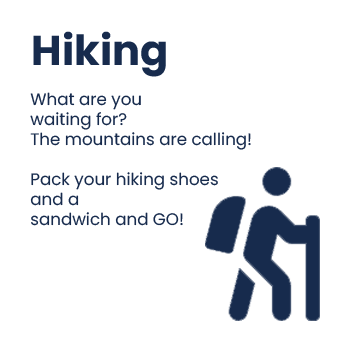 Hiking
What are you
waiting for?
The mountains are calling!
Pack your hiking shoes
and a
sandwich and GO!